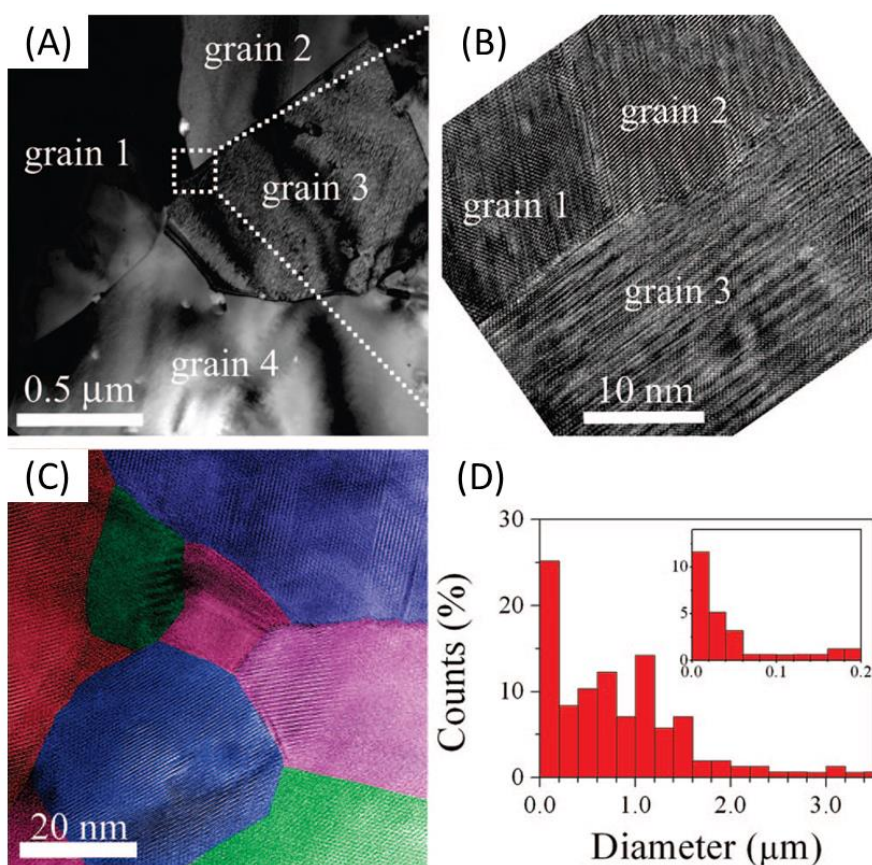 (A)
grain 2
grain 1
grain 3
grain 4
0.5 μm
(B)
grain 2
grain 1
grain 3
10 nm
(C)
20 nm
(D)
30
20
10
0
Counts (%)
10
5
0
0.0 0.1 0.2
0.0 1.0 2.0 3.0
Diameter (μm)